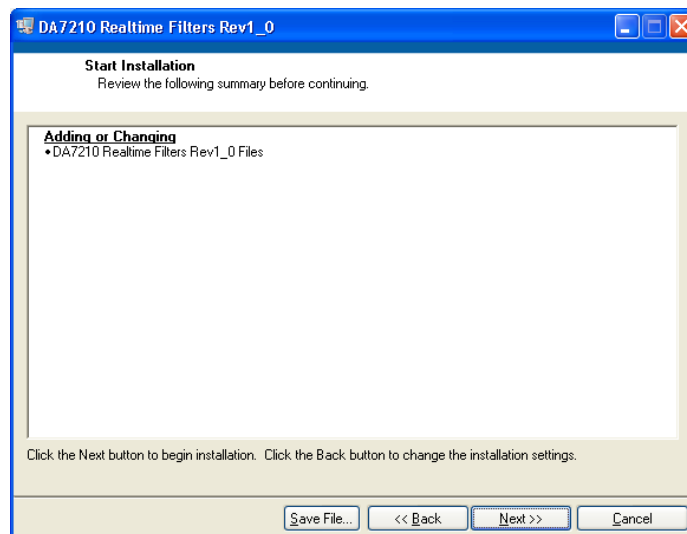 DA7210 Realtime Filters Rev1_0
Start Installation
Review the following summary before continuing.
Adding or Changing
•DA7210 Realtime Filters Rev1_0 Files
Click the Next button to begin installation.  Click the Back button to change the installation settings.
Save File... << Back Next >> Cancel